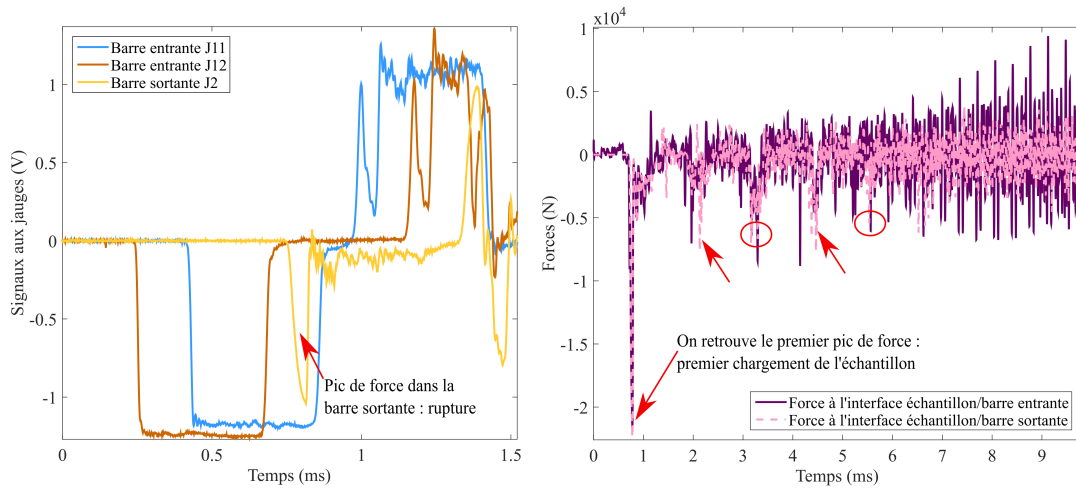 Signaux aux jauges (V)
1
0.5
0
-0.5
-1
Barre entrante J11
Barre entrante J12
Barre sortante J2
Pic de force dans la
barre sortante : rupture
0 0.5 1 1.5
Temps (ms)
×10⁴
Forces (N)
1
0.5
0
-0.5
-1
-1.5
-2
On retrouve le premier pic de force :
premier chargement de l'échantillon
Force à l'interface échantillon/barre entrante
Force à l'interface échantillon/barre sortante
0 1 2 3 4 5 6 7 8 9
Temps (ms)